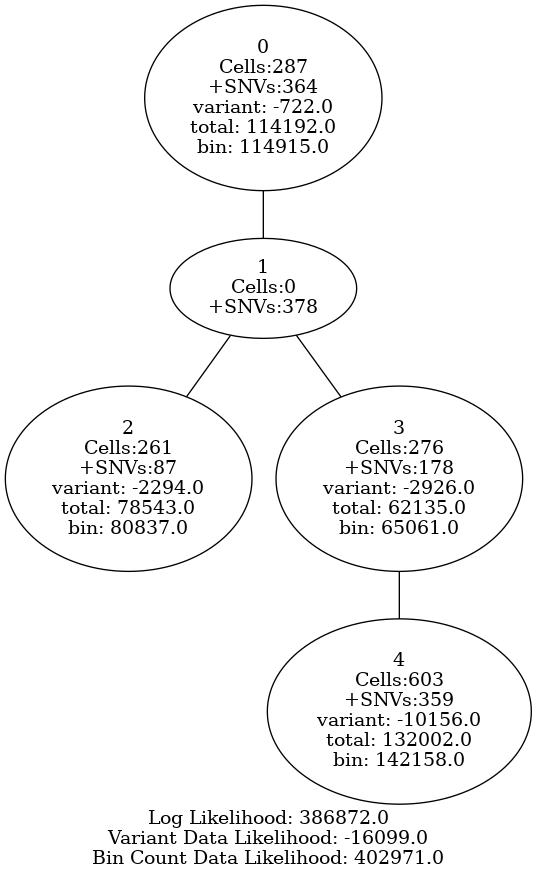 0
Cells:287
+SNVs:364
variant: -722.0
total: 114192.0
bin: 114915.0
1
Cells:0
+SNVs:378
2
Cells:261
+SNVs:87
variant: -2294.0
total: 78543.0
bin: 80837.0
3
Cells:276
+SNVs:178
variant: -2926.0
total: 62135.0
bin: 65061.0
4
Cells:603
+SNVs:359
variant: -10156.0
total: 132002.0
bin: 142158.0
Log Likelihood: 386872.0
Variant Data Likelihood: -16099.0
Bin Count Data Likelihood: 402971.0